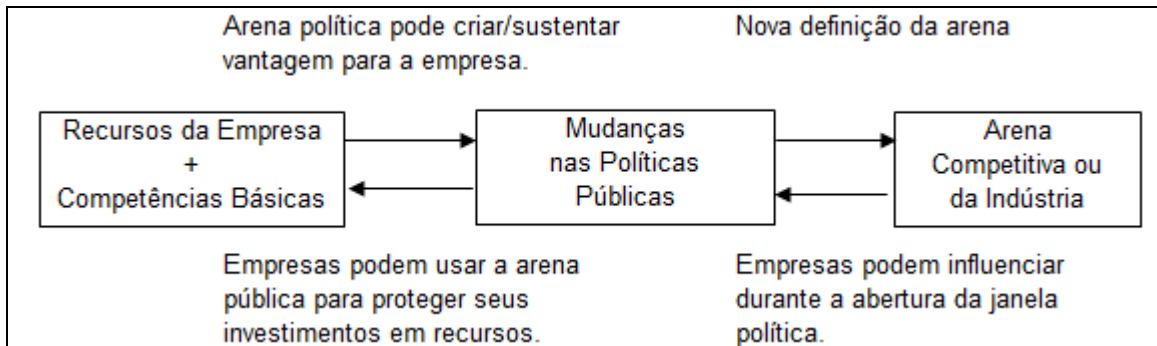 Arena política pode criar/sustentar
vantagem para a empresa.
Nova definição da arena
Recursos da Empresa
+
Competências Básicas
Mudanças
nas Políticas
Públicas
Arena
Competitiva ou
da Indústria
Empresas podem usar a arena
pública para proteger seus
investimentos em recursos.
Empresas podem influenciar
durante a abertura da janela
política.